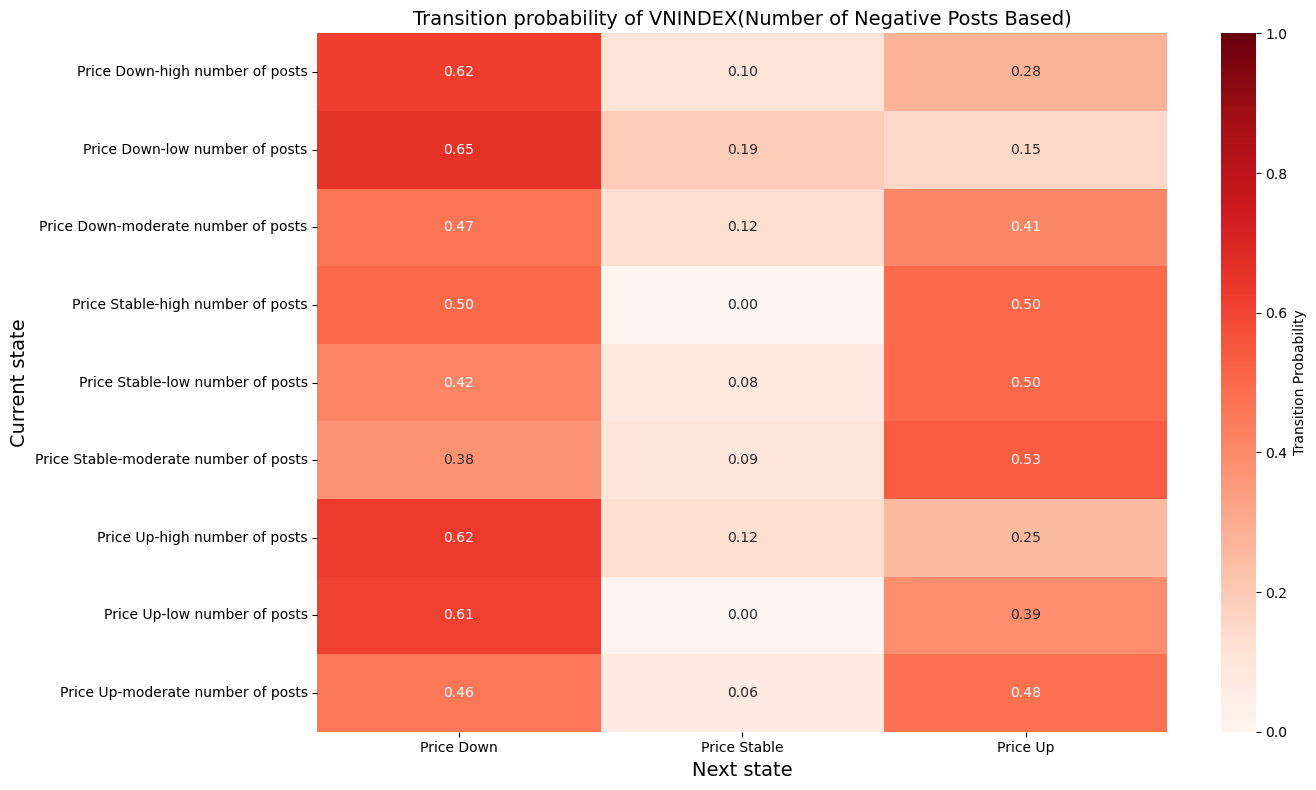 Transition probability of VNINDEX(Number of Negative Posts Based)
Current state
Price Down-high number of posts 0.62 0.10 0.28
Price Down-low number of posts 0.65 0.19 0.15
Price Down-moderate number of posts 0.47 0.12 0.41
Price Stable-high number of posts 0.50 0.00 0.50
Price Stable-low number of posts 0.42 0.08 0.50
Price Stable-moderate number of posts 0.38 0.09 0.53
Price Up-high number of posts 0.62 0.12 0.25
Price Up-low number of posts 0.61 0.00 0.39
Price Up-moderate number of posts 0.46 0.06 0.48
Price Down Price Stable Price Up
Next state
1.0
0.8
0.6
0.4
0.2
0.0
Transition Probability